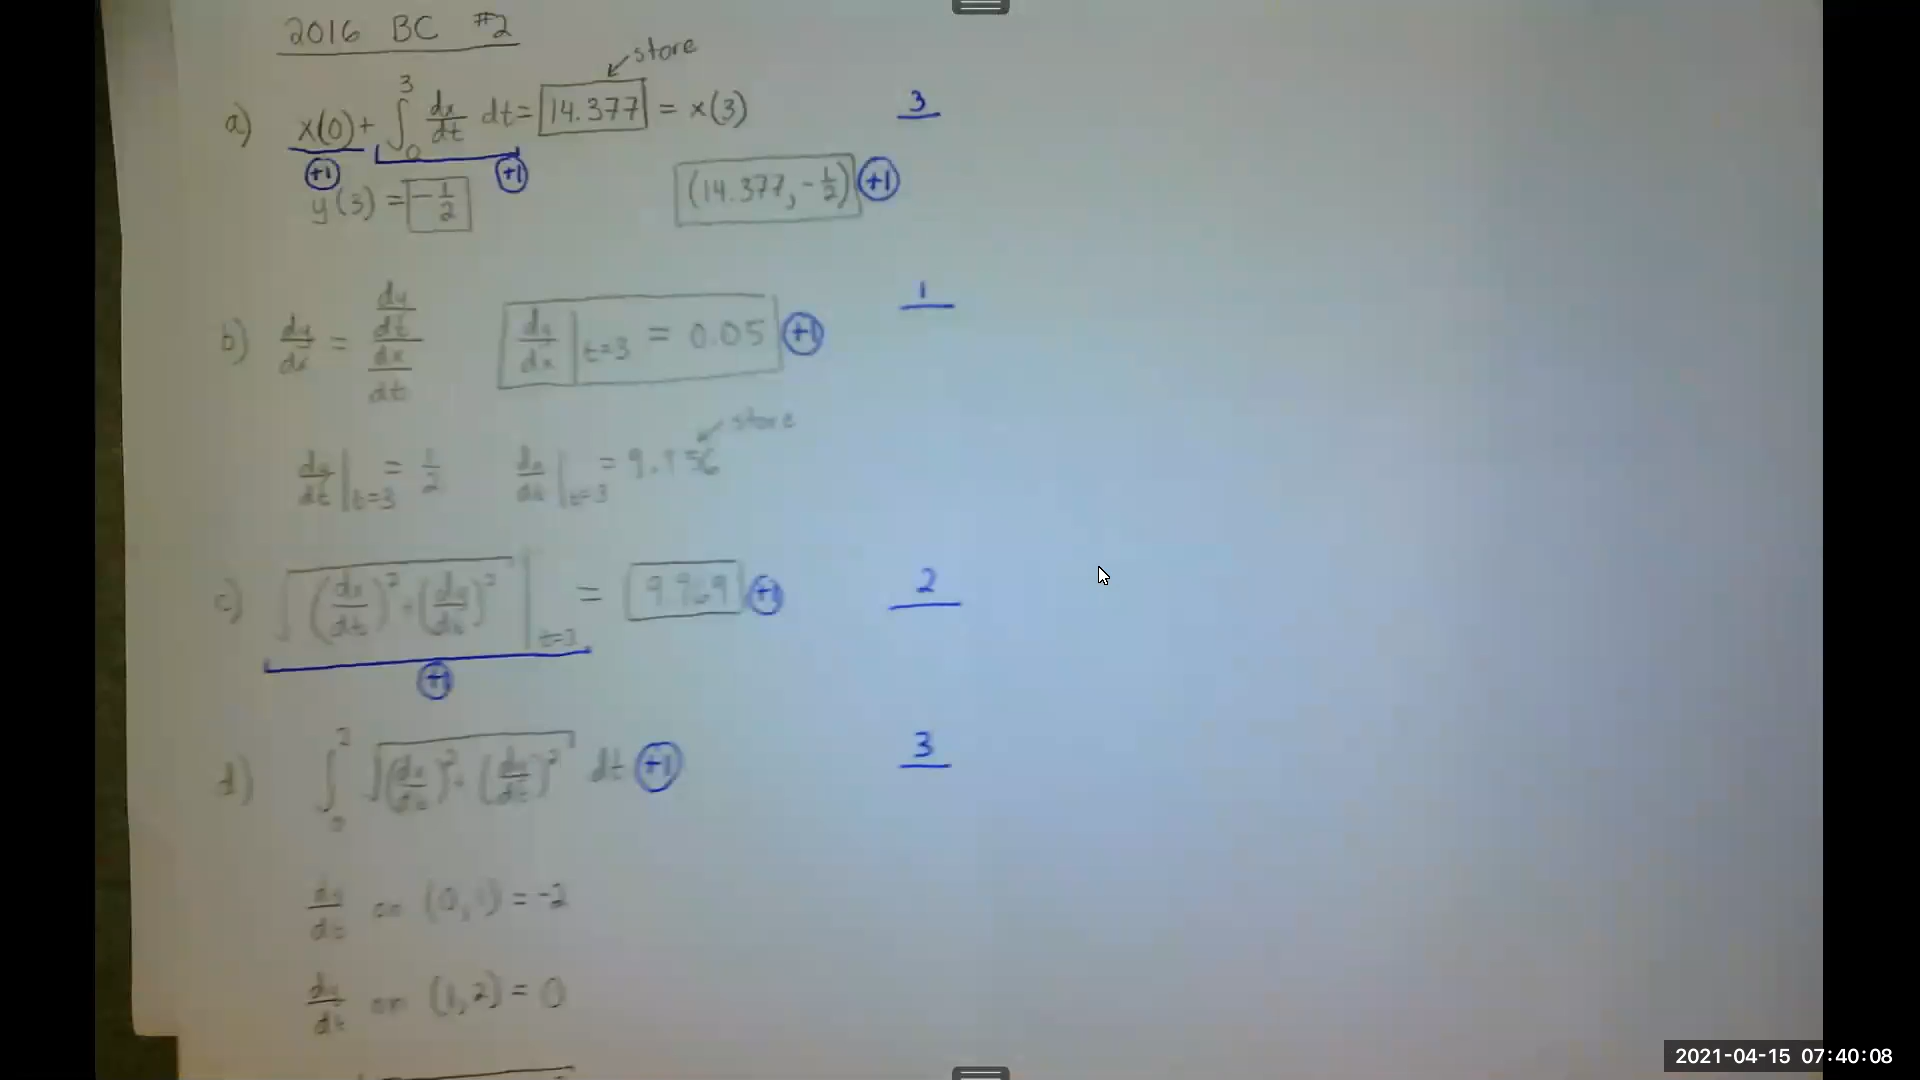 2016 BC #2
store
a) x(0) + ∫₀³ dx/dt dt = 14.377 = x(3) 3
+1 +1
y(3) = -1/2 (14.377, -1/2) +1
b) dy/dx = (dy/dt)/(dx/dt) dy/dx |t=3 = 0.05 +1 1
store
dy/dt |t=3 = 1/2 dx/dt |t=3 = 9.956
c) √((dx/dt)² + (dy/dt)²) |t=3 = 9.969 +1 2
+1
d) ∫₀² √((dx/dt)² + (dy/dt)²) dt +1 3
dy/dt on (0,1) = -2
dy/dt on (1,2) = 0
2021-04-15 07:40:08